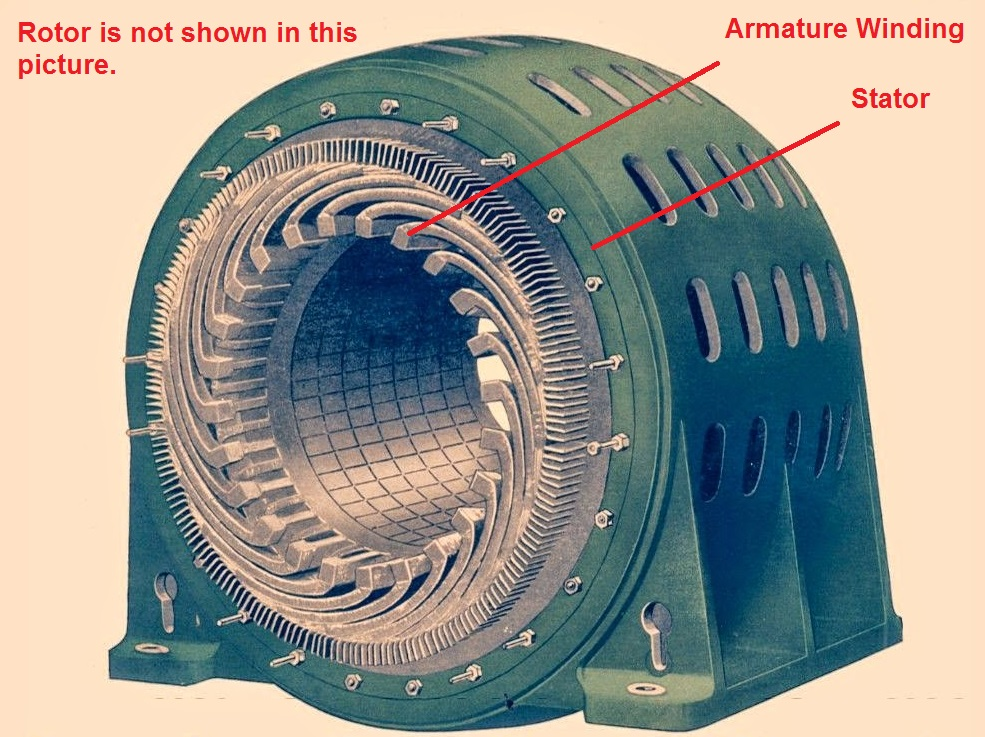 Rotor is not shown in this
picture.
Armature Winding
Stator